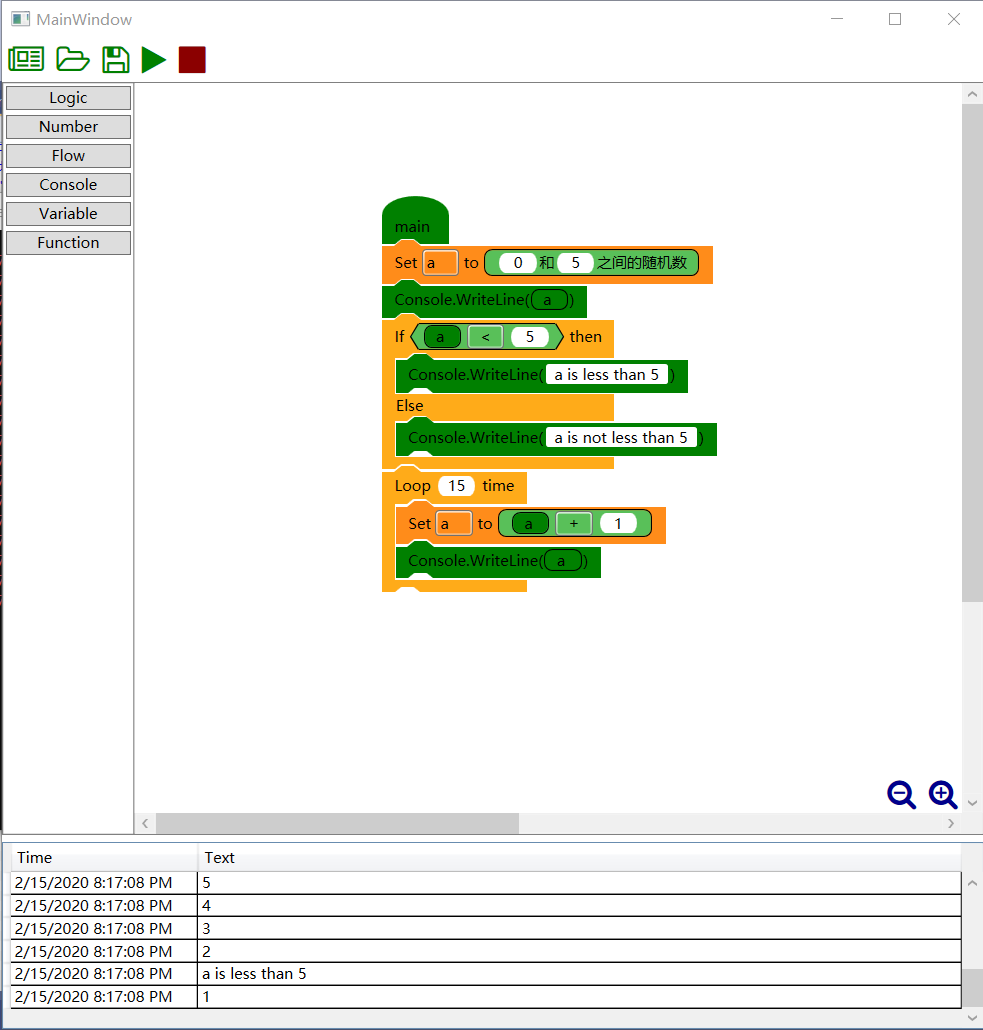 MainWindow
Logic
Number
Flow
Console
Variable
Function
main
Set a to 0 和 5 之间的随机数
Console.WriteLine( a )
If a < 5 then
Console.WriteLine( a is less than 5 )
Else
Console.WriteLine( a is not less than 5 )
Loop 15 time
Set a to a + 1
Console.WriteLine( a )
Time Text
2/15/2020 8:17:08 PM 5
2/15/2020 8:17:08 PM 4
2/15/2020 8:17:08 PM 3
2/15/2020 8:17:08 PM 2
2/15/2020 8:17:08 PM a is less than 5
2/15/2020 8:17:08 PM 1